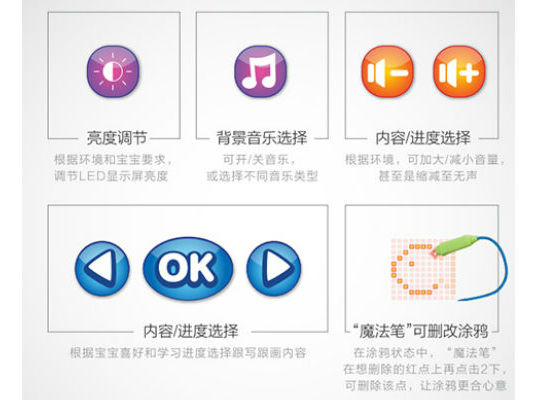 亮度调节
根据环境和宝宝要求,
调节LED显示屏亮度
背景音乐选择
可开/关音乐,
或选择不同音乐类型
内容/进度选择
根据环境,可加大/减小音量,
甚至是缩减至无声
OK
内容/进度选择
根据宝宝喜好和学习进度选择跟写跟画内容
“魔法笔”可删改涂鸦
在涂鸦状态中，“魔法笔”
在想删除的红点上再点击2下,
可删除该点, 让涂鸦更合心意